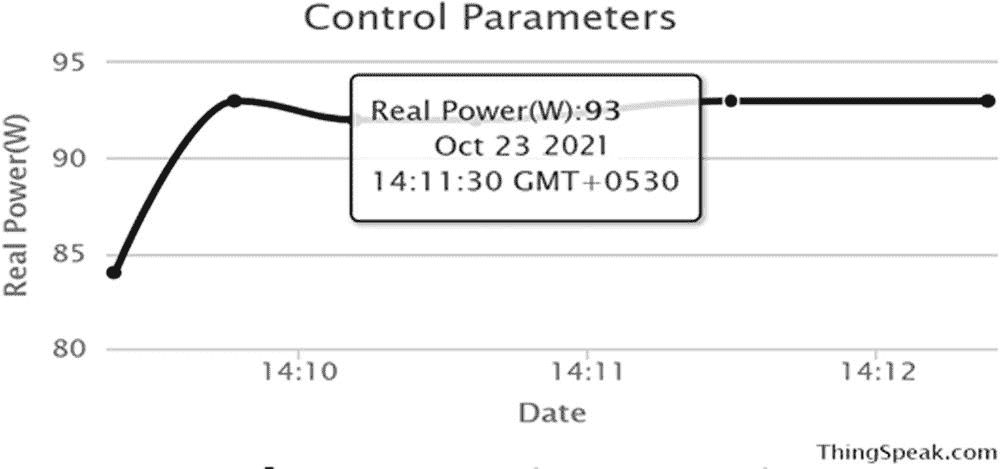 Control Parameters
95
90
85
80
Real Power(W)
Real Power(W):93
Oct 23 2021
14:11:30 GMT+0530
14:10
14:11
14:12
Date
ThingSpeak.com